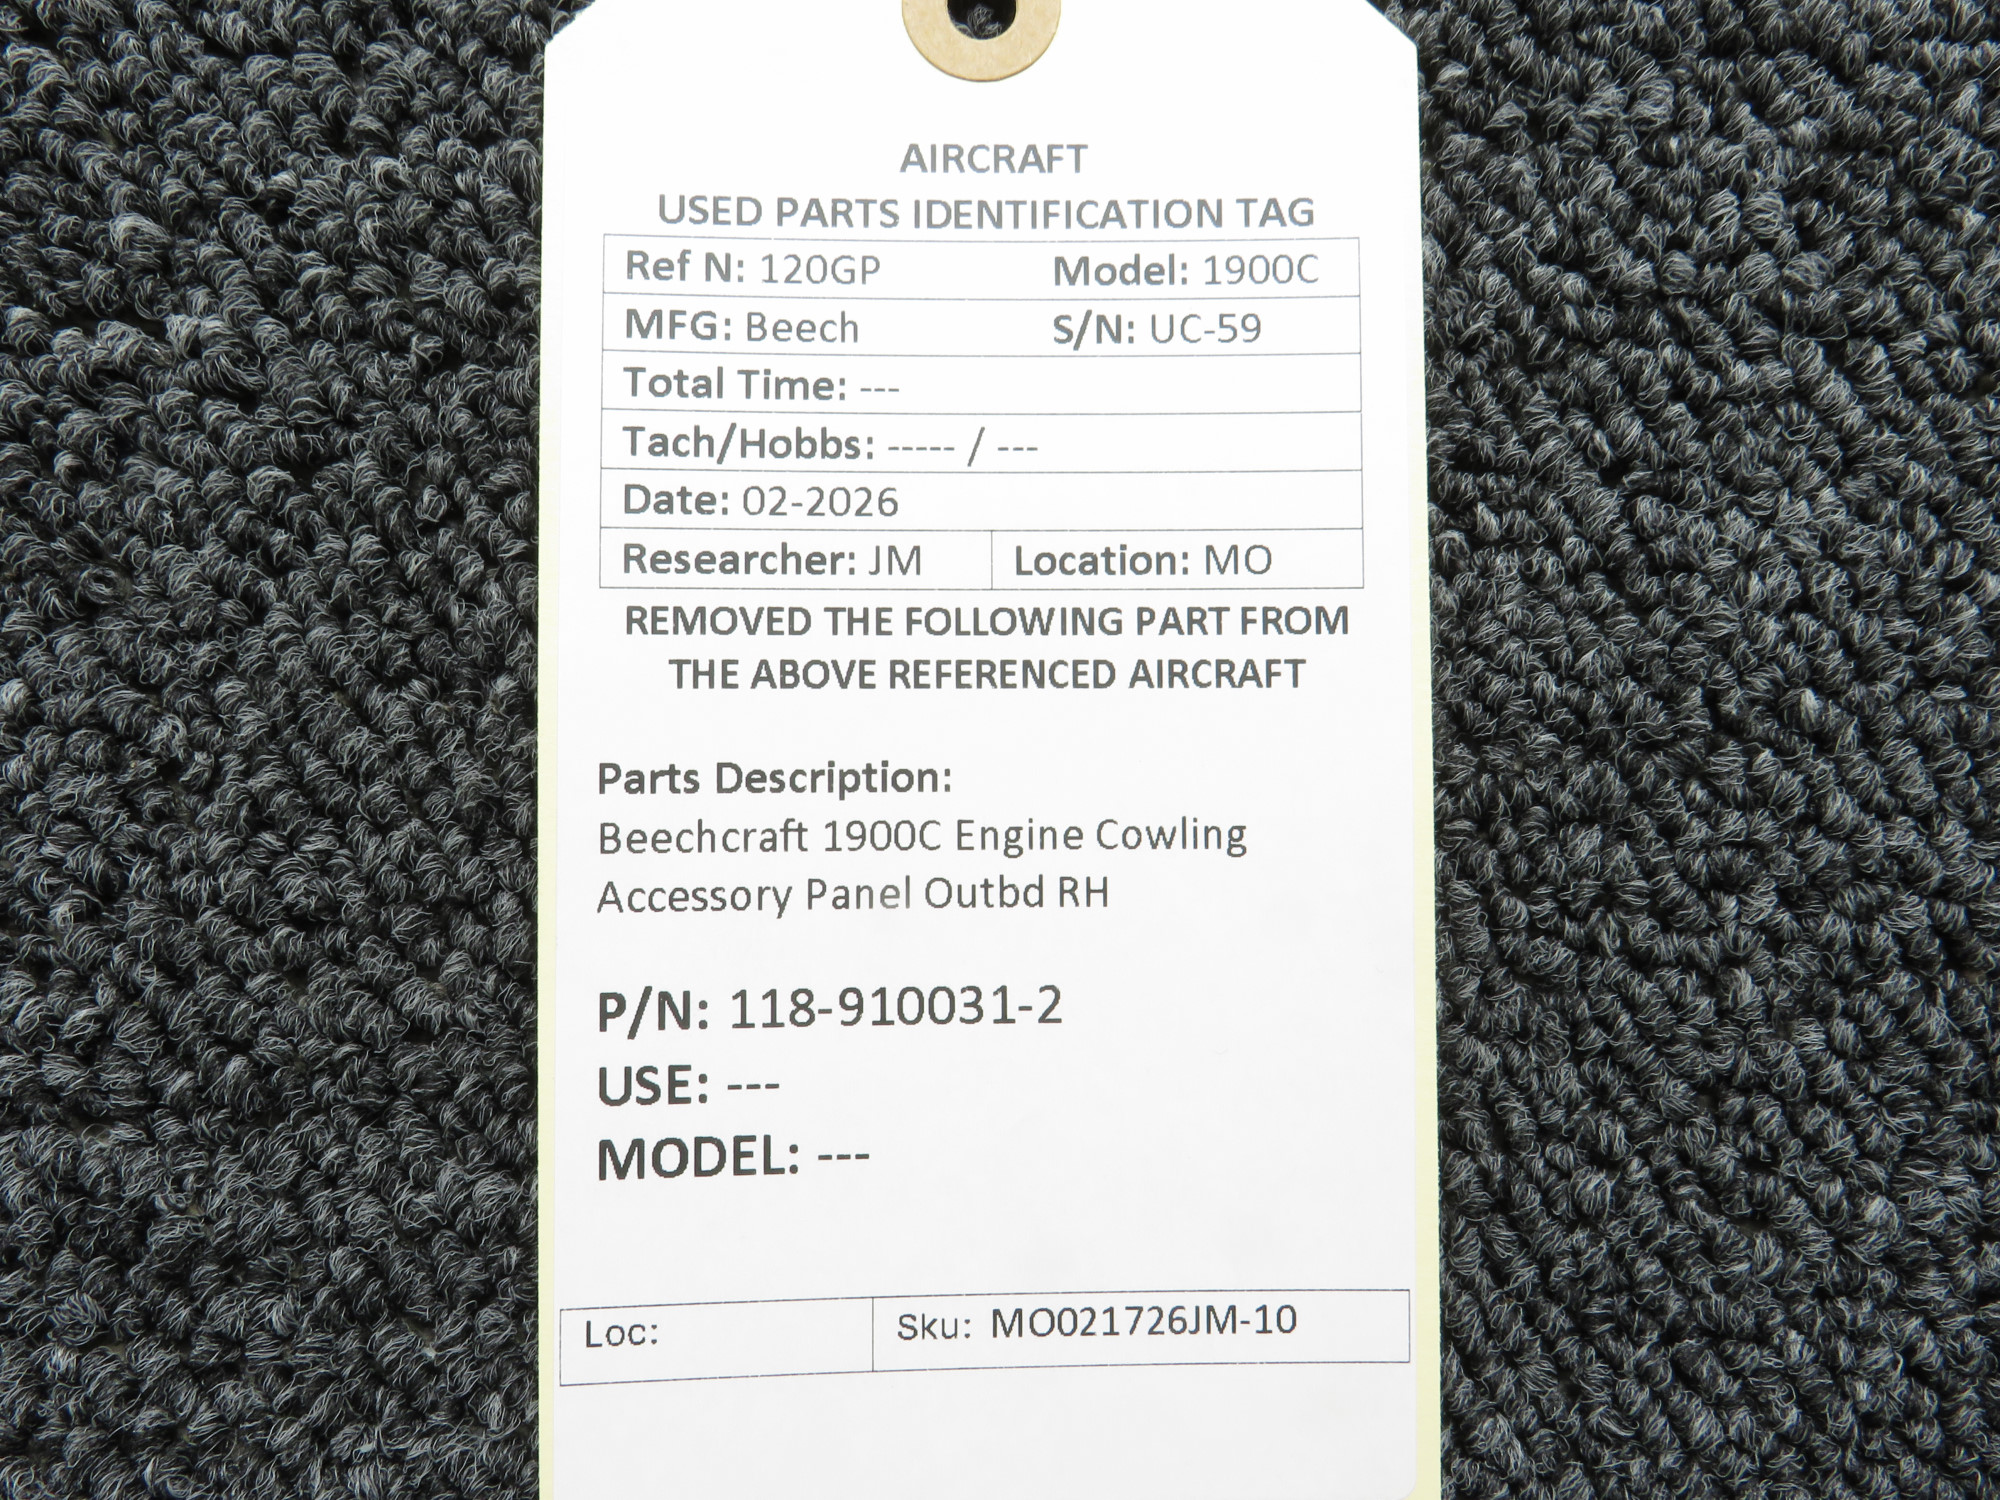 AIRCRAFT
USED PARTS IDENTIFICATION TAG
Ref N: 120GP Model: 1900C
MFG: Beech S/N: UC-59
Total Time: ---
Tach/Hobbs: ----- / ---
Date: 02-2026
Researcher: JM Location: MO
REMOVED THE FOLLOWING PART FROM
THE ABOVE REFERENCED AIRCRAFT
Parts Description:
Beechcraft 1900C Engine Cowling
Accessory Panel Outbd RH
P/N: 118-910031-2
USE: ---
MODEL: ---
Loc: Sku: MO021726JM-10